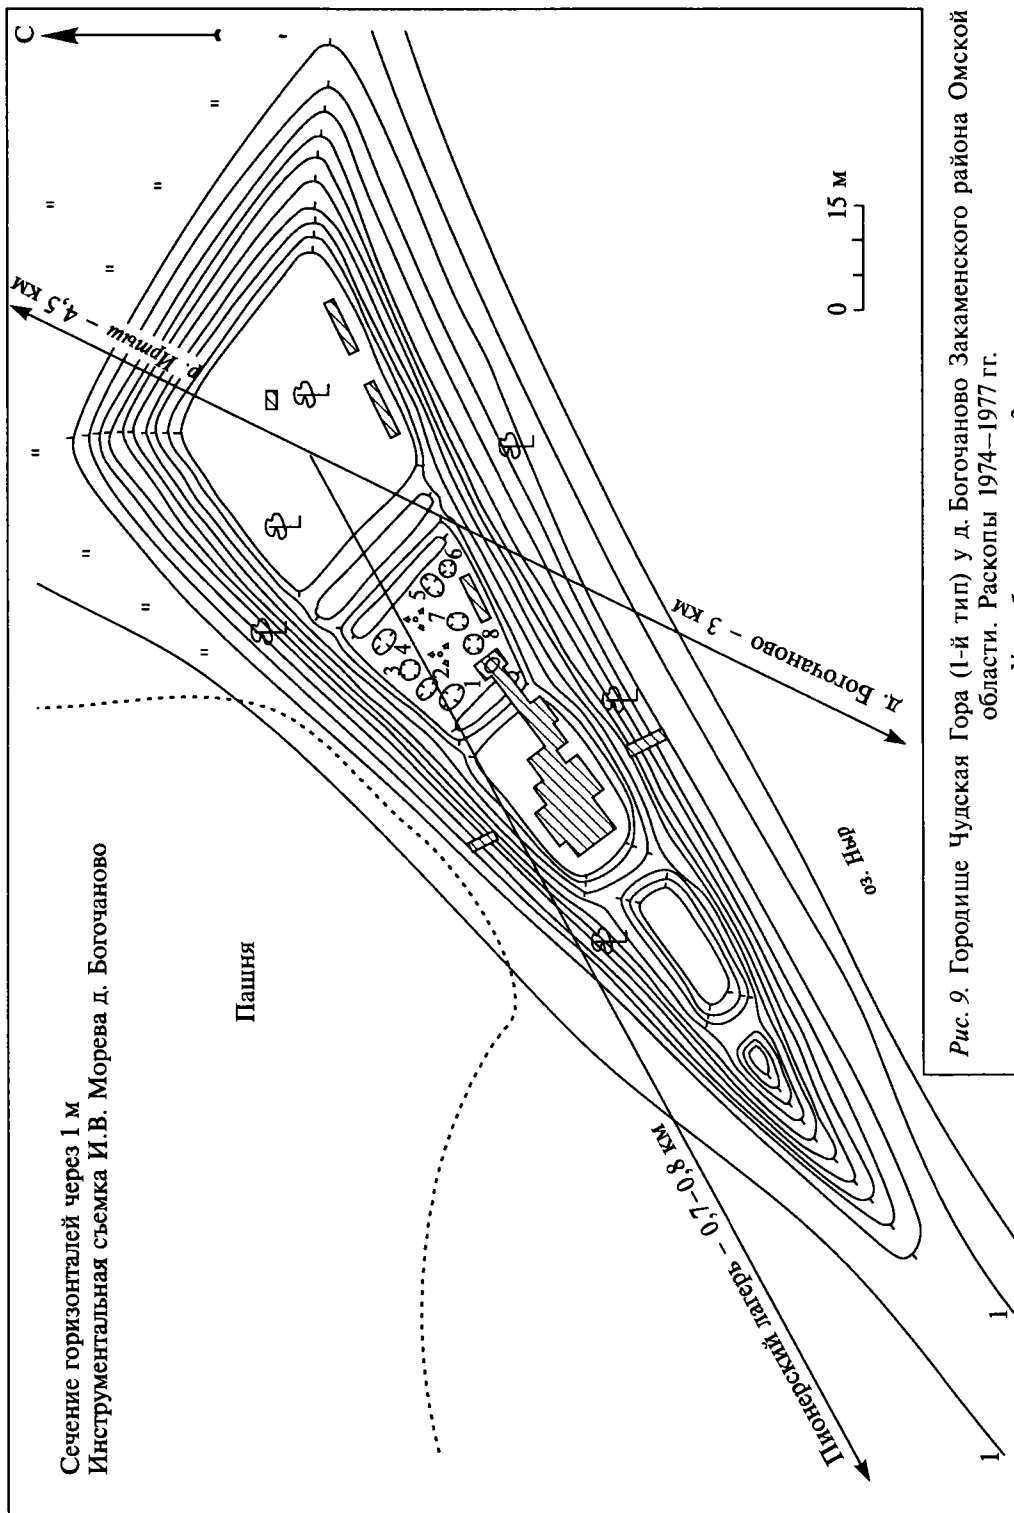 Сечение горизонталей через 1 м
Инструментальная съемка И.В. Морева д. Богочаново
С
Пашня
р. Иртыш – 4,5 км
15 м
0
1
2
3
4
5
6
7
8
д. Богочаново – 3 км
оз. Ныр
Пионерский лагерь – 0,7–0,8 км
1
1
Рис. 9. Городище Чудская Гора (1-й тип) у д. Богочаново Закаменского района Омской
области. Раскопы 1974–1977 гг.